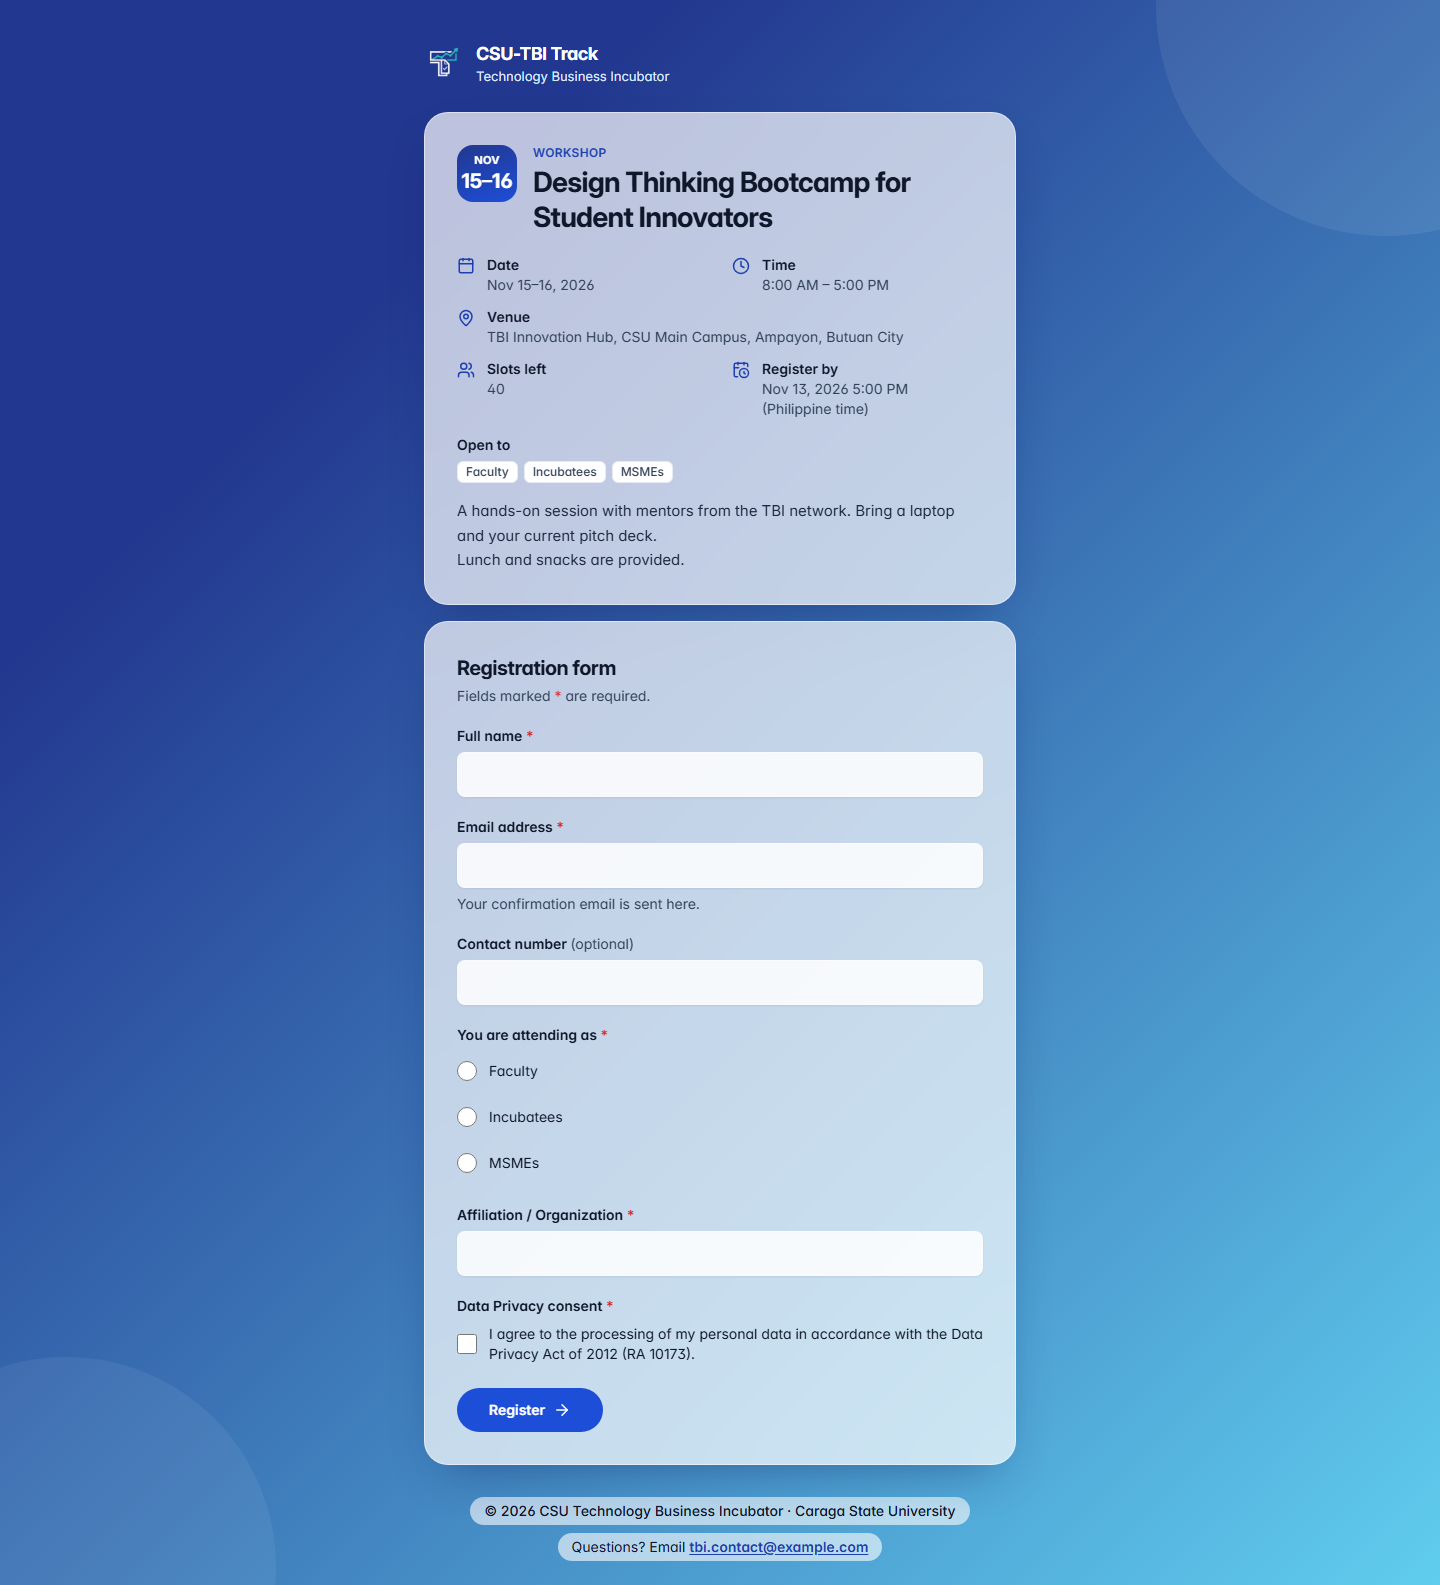 CSU-TBI Track
Technology Business Incubator
NOV
15–16
WORKSHOP
Design Thinking Bootcamp for
Student Innovators
Date
Nov 15–16, 2026
Time
8:00 AM – 5:00 PM
Venue
TBI Innovation Hub, CSU Main Campus, Ampayon, Butuan City
Slots left
40
Register by
Nov 13, 2026 5:00 PM
(Philippine time)
Open to
Faculty
Incubatees
MSMEs
A hands-on session with mentors from the TBI network. Bring a laptop
and your current pitch deck.
Lunch and snacks are provided.
Registration form
Fields marked * are required.
Full name *
Email address *
Your confirmation email is sent here.
Contact number (optional)
You are attending as *
Faculty
Incubatees
MSMEs
Affiliation / Organization *
Data Privacy consent *
I agree to the processing of my personal data in accordance with the Data
Privacy Act of 2012 (RA 10173).
Register
© 2026 CSU Technology Business Incubator · Caraga State University
Questions? Email tbi.contact@example.com